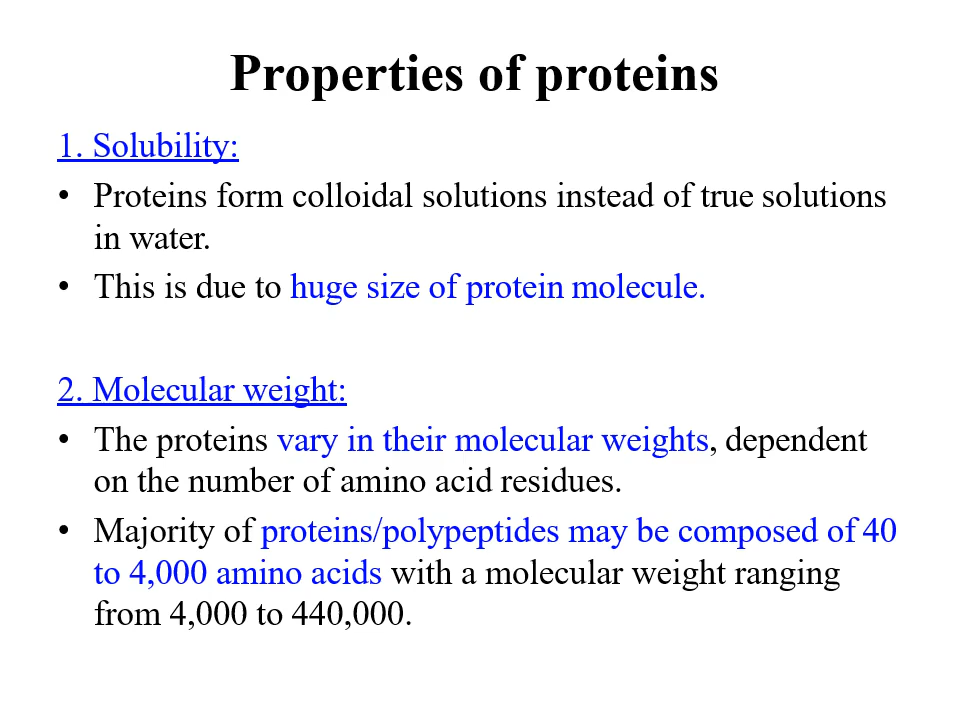 Properties of proteins
1. Solubility:
• Proteins form colloidal solutions instead of true solutions
in water.
• This is due to huge size of protein molecule.
2. Molecular weight:
• The proteins vary in their molecular weights, dependent
on the number of amino acid residues.
• Majority of proteins/polypeptides may be composed of 40
to 4,000 amino acids with a molecular weight ranging
from 4,000 to 440,000.